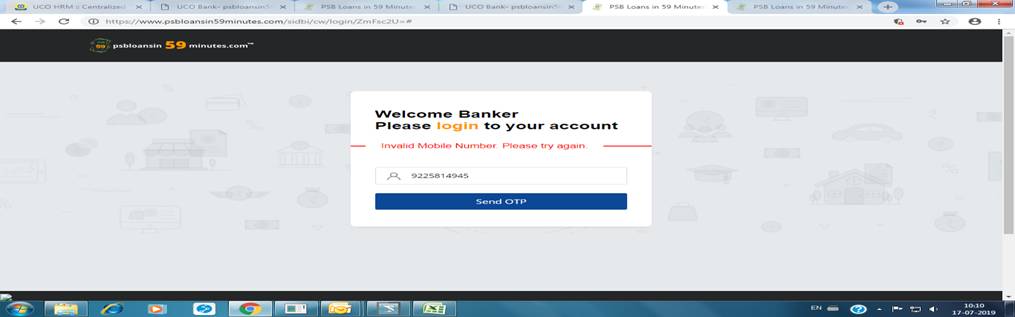 UCO HRM :: Centralized
UCO Bank- psbloansin5
PSB Loans in 59 Minute
UCO Bank- psbloansin5
PSB Loans in 59 Minute
PSB Loans in 59 Minute
https://www.psbloansin59minutes.com/sidbi/cw/login/ZmFsc2U=#
psbloansin 59 minutes.com™
Welcome Banker
Please login to your account
Invalid Mobile Number. Please try again.
9225814945
Send OTP
EN
10:10
17-07-2019